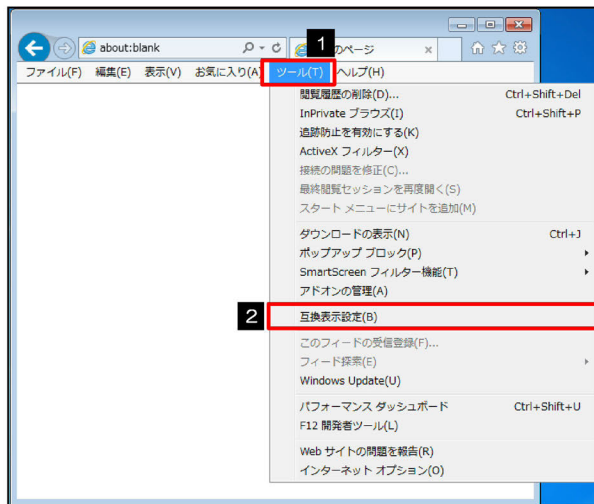 about:blank
1
のページ
ファイル(F) 編集(E) 表示(V) お気に入り(A) ツール(T) ヘルプ(H)
閲覧履歴の削除(D)... Ctrl+Shift+Del
InPrivate ブラウズ(I) Ctrl+Shift+P
追跡防止を有効にする(K)
ActiveX フィルター(X)
接続の問題を修正(C)...
最終閲覧セッションを再度開く(S)
スタート メニューにサイトを追加(M)
ダウンロードの表示(N) Ctrl+J
ポップアップ ブロック(P)
SmartScreen フィルター機能(T)
アドオンの管理(A)
2 互換表示設定(B)
このフィードの受信登録(F)...
フィード探索(E)
Windows Update(U)
パフォーマンス ダッシュボード Ctrl+Shift+U
F12 開発者ツール(L)
Web サイトの問題を報告(R)
インターネット オプション(O)